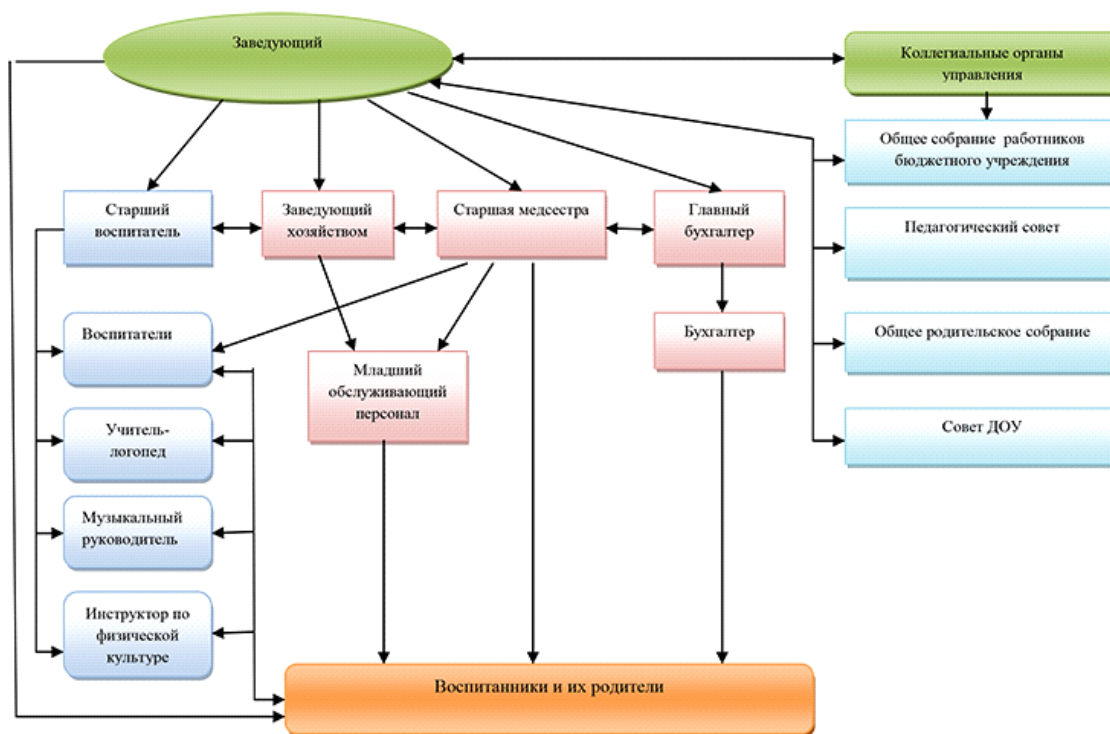 Заведующий
Коллегиальные органы
управления
Общее собрание  работников
бюджетного учреждения
Старший
воспитатель
Заведующий
хозяйством
Старшая медсестра
Главный
бухгалтер
Педагогический совет
Воспитатели
Бухгалтер
Общее родительское собрание
Младший
обслуживающий
персонал
Учитель-
логопед
Совет ДОУ
Музыкальный
руководитель
Инструктор по
физической
культуре
Воспитанники и их родители